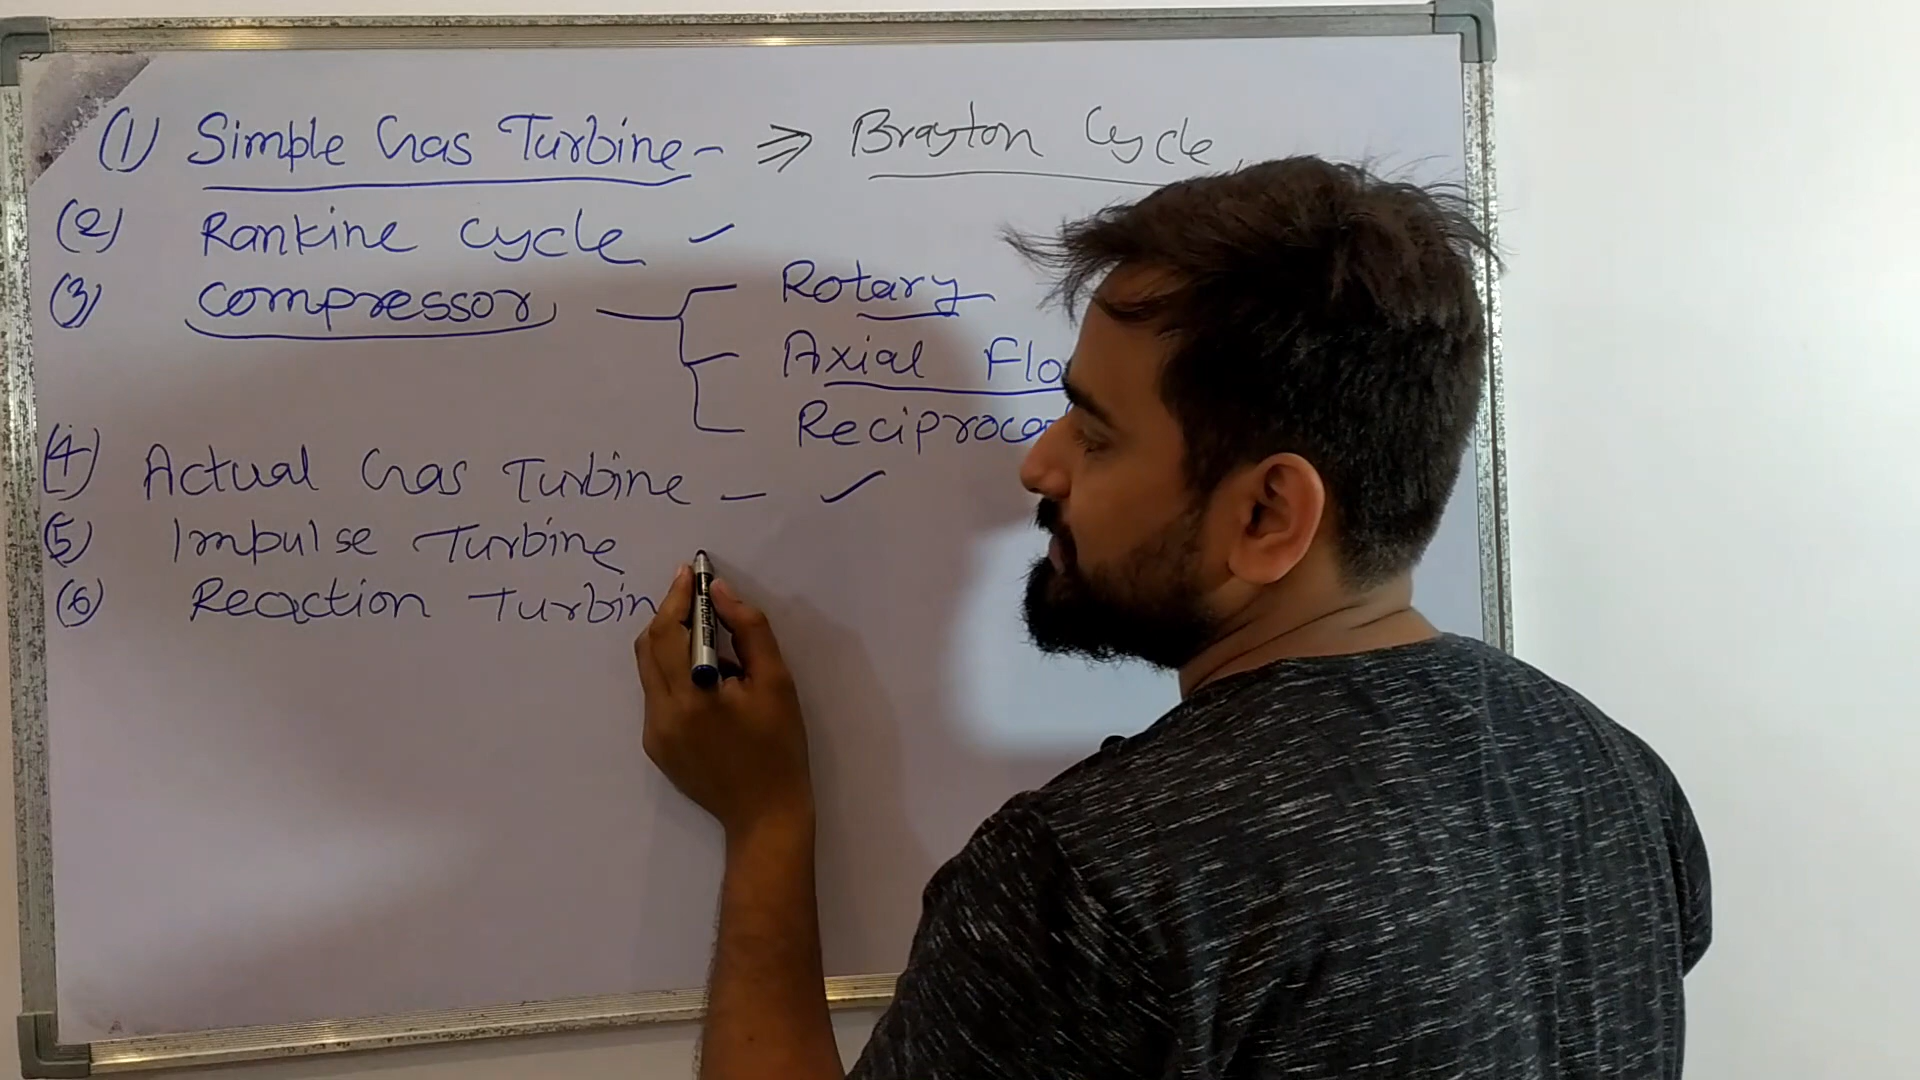 (1) Simple Gas Turbine - ⇒ Brayton Cycle.
(2) Rankine cycle ✓
(3) compressor Rotary
Axial Flo
Reciproca
(4) Actual Gas Turbine - ✓
(5) Impulse Turbine
(6) Reaction Turbin